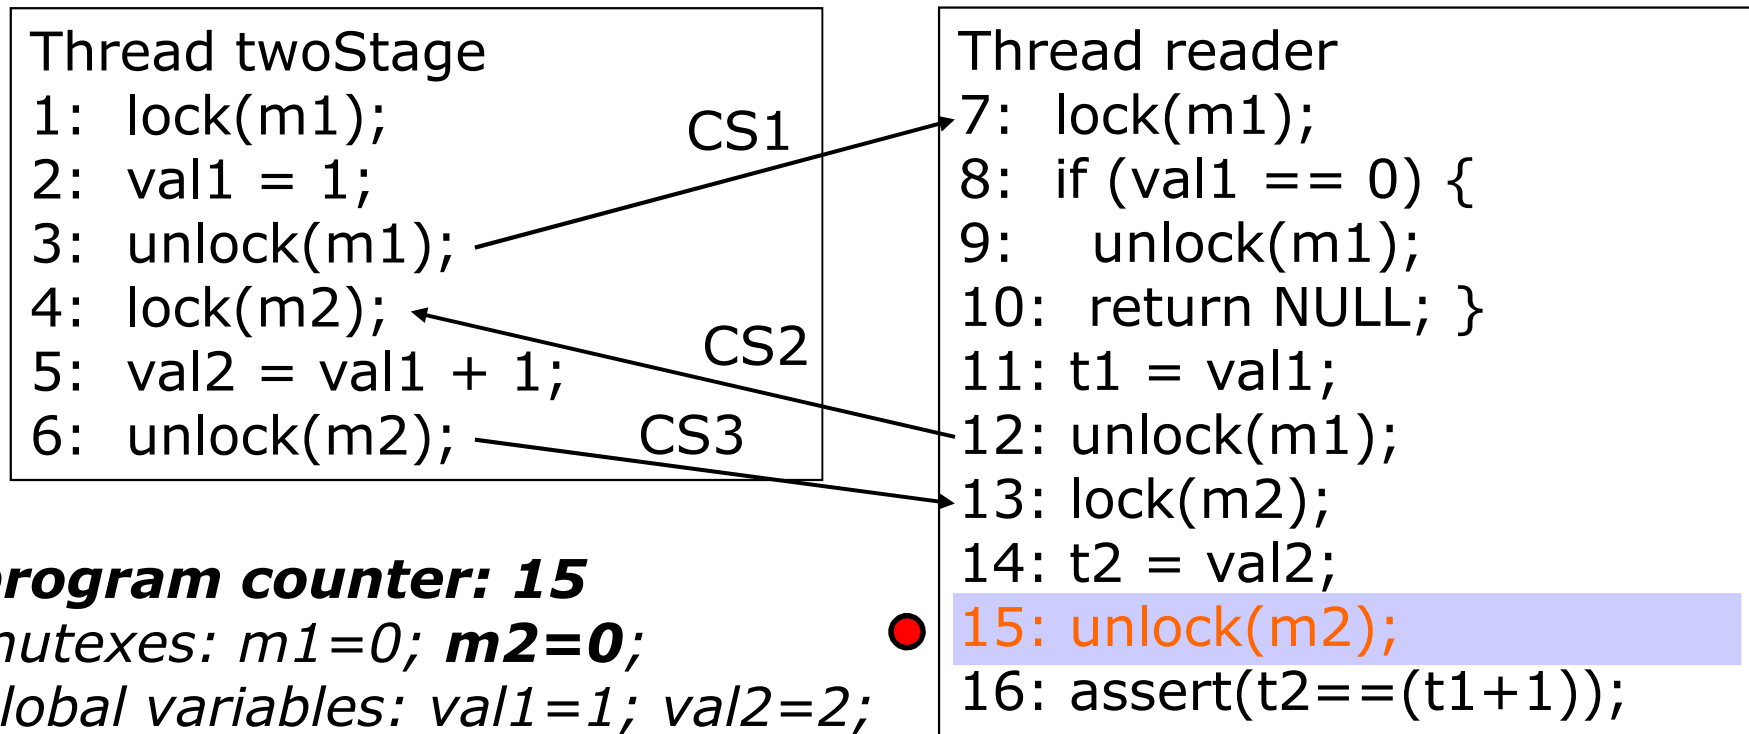 Thread twoStage
1: lock(m1);
2: val1 = 1;
3: unlock(m1);
4: lock(m2);
5: val2 = val1 + 1;
6: unlock(m2);
CS1
CS2
CS3
Thread reader
7: lock(m1);
8: if (val1 == 0) {
9: unlock(m1);
10: return NULL; }
11: t1 = val1;
12: unlock(m1);
13: lock(m2);
14: t2 = val2;
15: unlock(m2);
16: assert(t2==(t1+1));
program counter: 15
mutexes: m1=0; m2=0;
lobal variables: val1=1; val2=2;